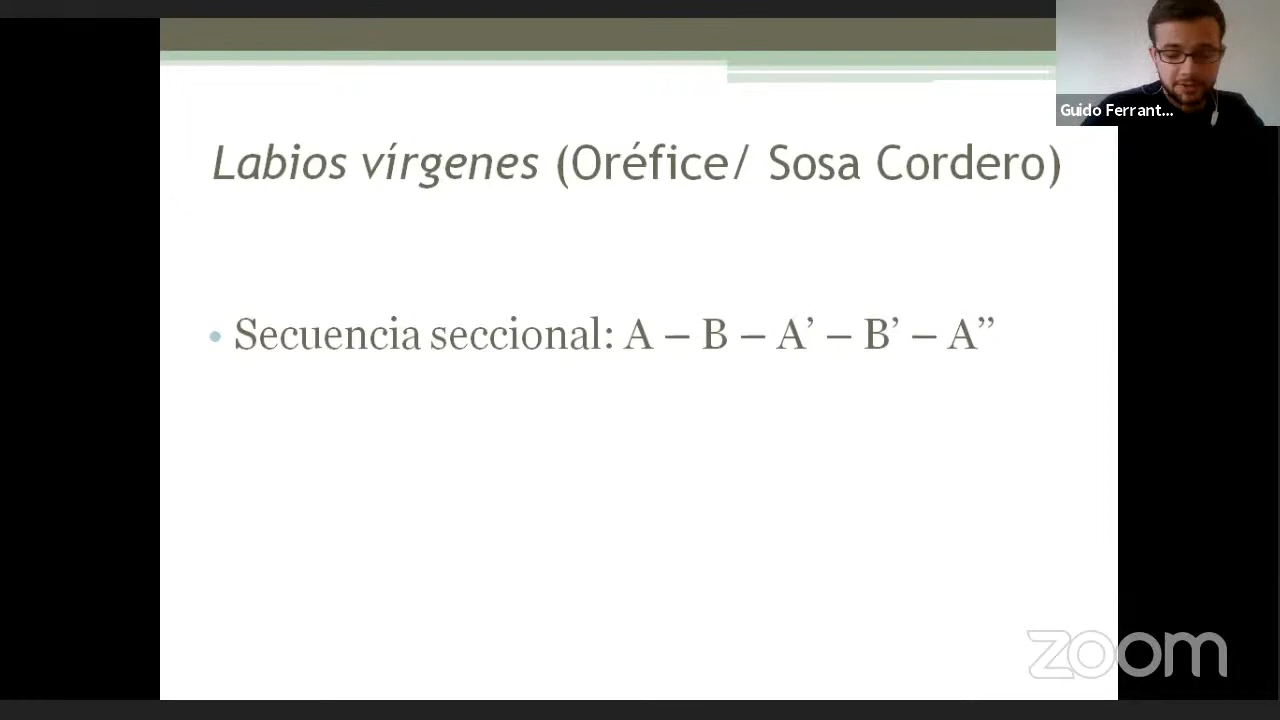 Guido Ferrant...
Labios vírgenes (Oréfice/ Sosa Cordero)
• Secuencia seccional: A – B – A’ – B’ – A’’
zoom